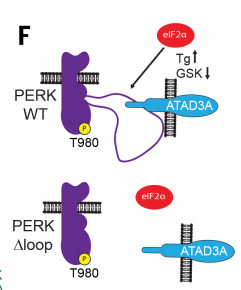 F
eIF2α
Tg↑
GSK↓
PERK
WT
ATAD3A
P
T980
eIF2α
PERK
Δloop
ATAD3A
P
T980